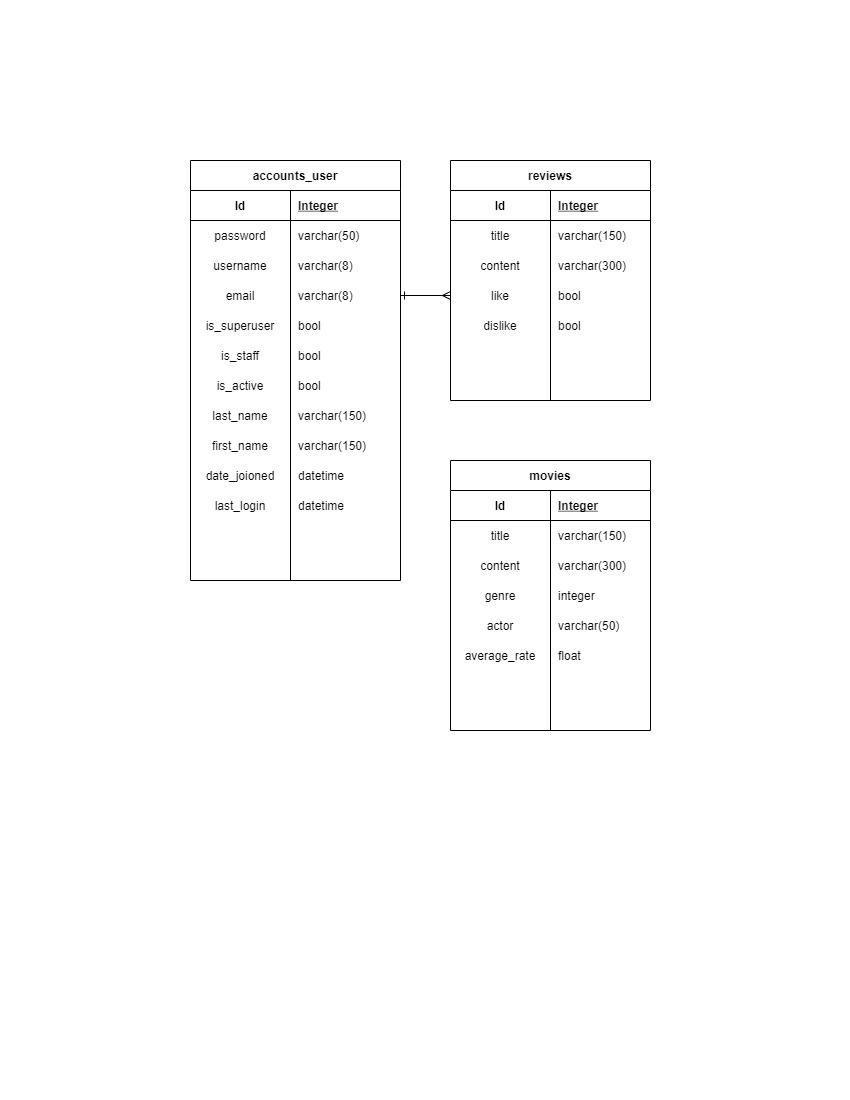 accounts_user
Id Integer
password varchar(50)
username varchar(8)
email varchar(8)
is_superuser bool
is_staff bool
is_active bool
last_name varchar(150)
first_name varchar(150)
date_joioned datetime
last_login datetime
reviews
Id Integer
title varchar(150)
content varchar(300)
like bool
dislike bool
movies
Id Integer
title varchar(150)
content varchar(300)
genre integer
actor varchar(50)
average_rate float